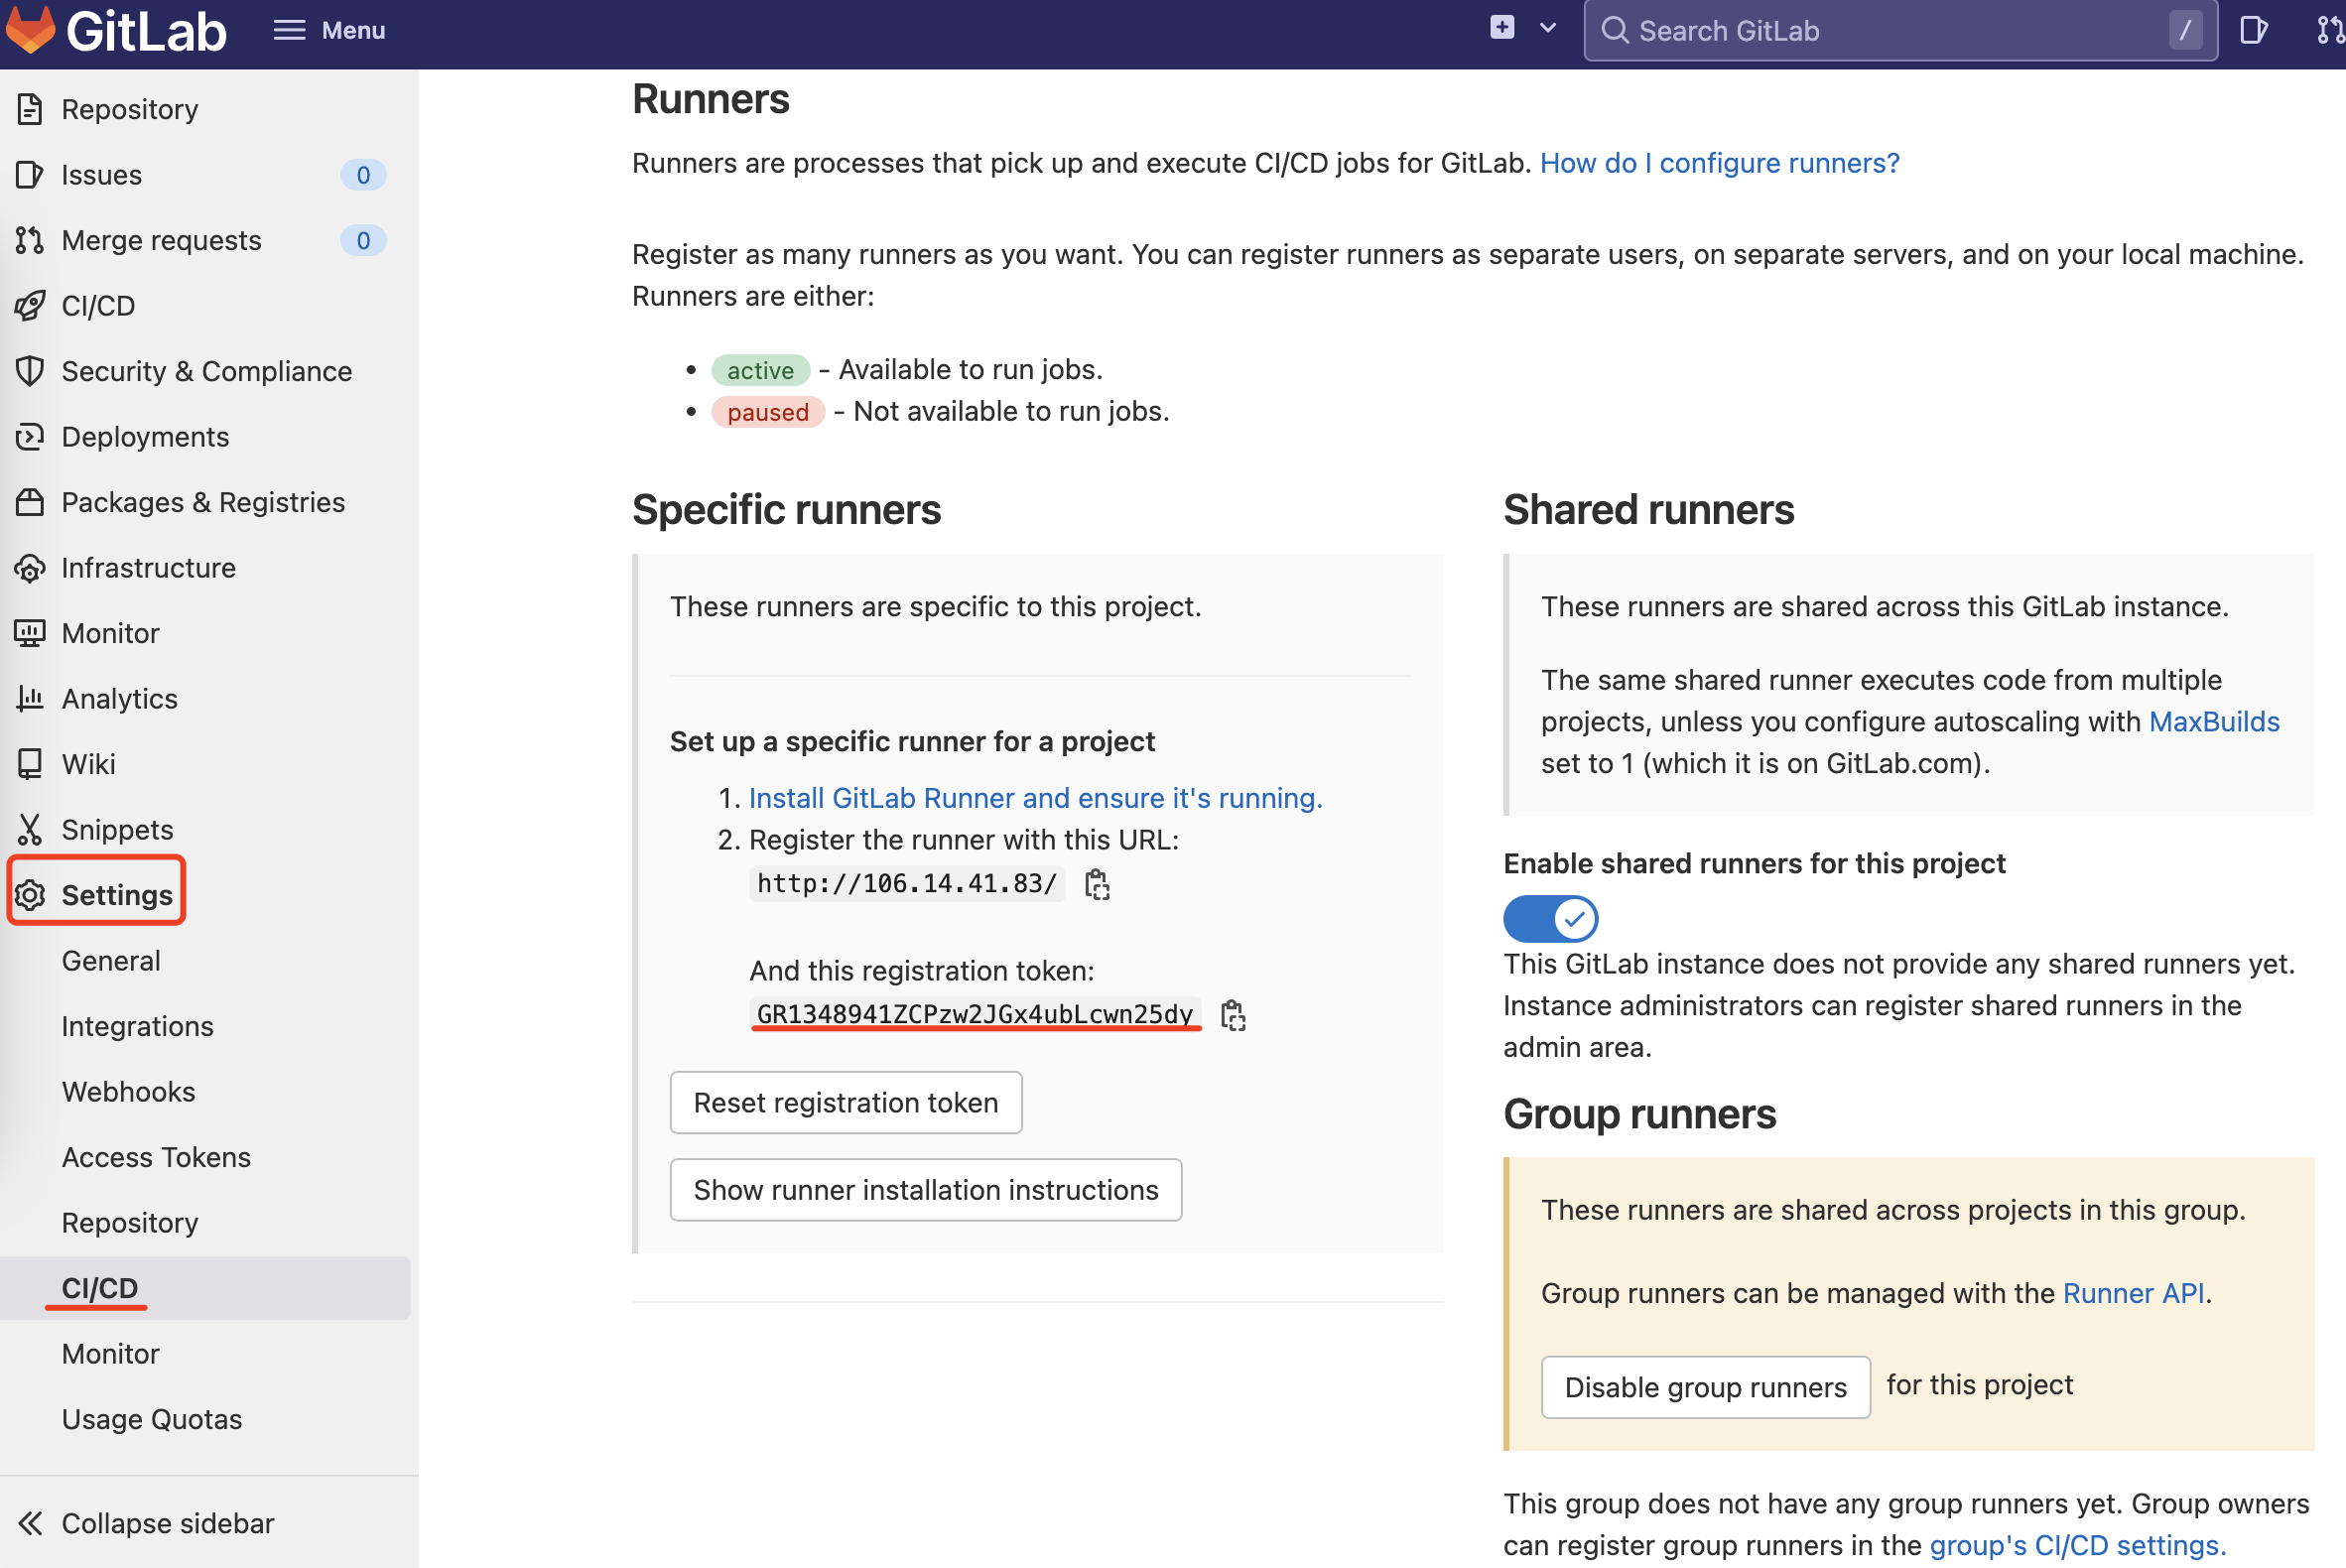 GitLab
Menu
Search GitLab
/
Repository
Issues
0
Merge requests
0
CI/CD
Security & Compliance
Deployments
Packages & Registries
Infrastructure
Monitor
Analytics
Wiki
Snippets
Settings
General
Integrations
Webhooks
Access Tokens
Repository
CI/CD
Monitor
Usage Quotas
Collapse sidebar
Runners
Runners are processes that pick up and execute CI/CD jobs for GitLab. How do I configure runners?
Register as many runners as you want. You can register runners as separate users, on separate servers, and on your local machine.
Runners are either:
• active - Available to run jobs.
• paused - Not available to run jobs.
Specific runners
These runners are specific to this project.
Set up a specific runner for a project
1. Install GitLab Runner and ensure it's running.
2. Register the runner with this URL:
http://106.14.41.83/
And this registration token:
GR1348941ZCPzw2JGx4ubLcwn25dy
Reset registration token
Show runner installation instructions
Shared runners
These runners are shared across this GitLab instance.
The same shared runner executes code from multiple
projects, unless you configure autoscaling with MaxBuilds
set to 1 (which it is on GitLab.com).
Enable shared runners for this project
This GitLab instance does not provide any shared runners yet.
Instance administrators can register shared runners in the
admin area.
Group runners
These runners are shared across projects in this group.
Group runners can be managed with the Runner API.
Disable group runners for this project
This group does not have any group runners yet. Group owners
can register group runners in the group's CI/CD settings.